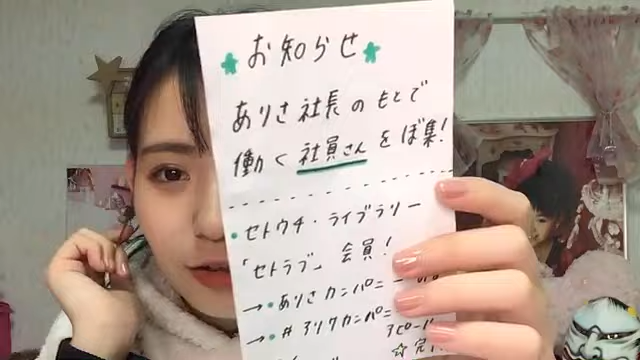 ★お知らせ★
ありさ社長のもとで
働く社員さんをぼ集!
・セトウチ・ライブラリー
「セトラブ」会員!
→・ありさカンパニー
→・#アリサカンパニー